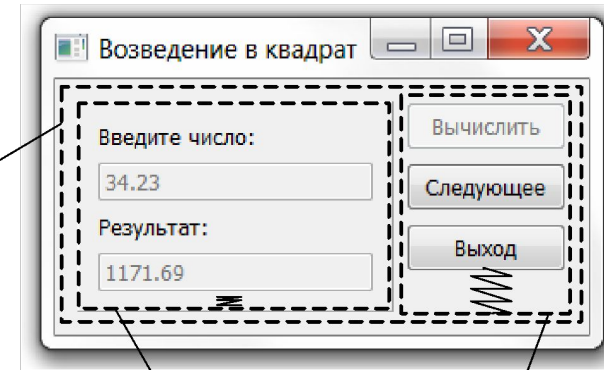 Возведение в квадрат
Введите число:
34.23
Результат:
1171.69
Вычислить
Следующее
Выход